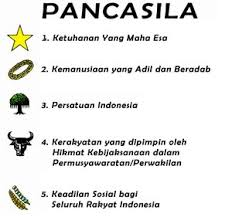 PANCASILA
1. Ketuhanan Yang Maha Esa
2. Kemanusiaan yang Adil dan Beradab
3. Persatuan Indonesia
4. Kerakyatan yang dipimpin oleh
Hikmat Kebijaksanaan dalam
Permusyawaratan/Perwakilan
5. Keadilan Sosial bagi
Seluruh Rakyat Indonesia